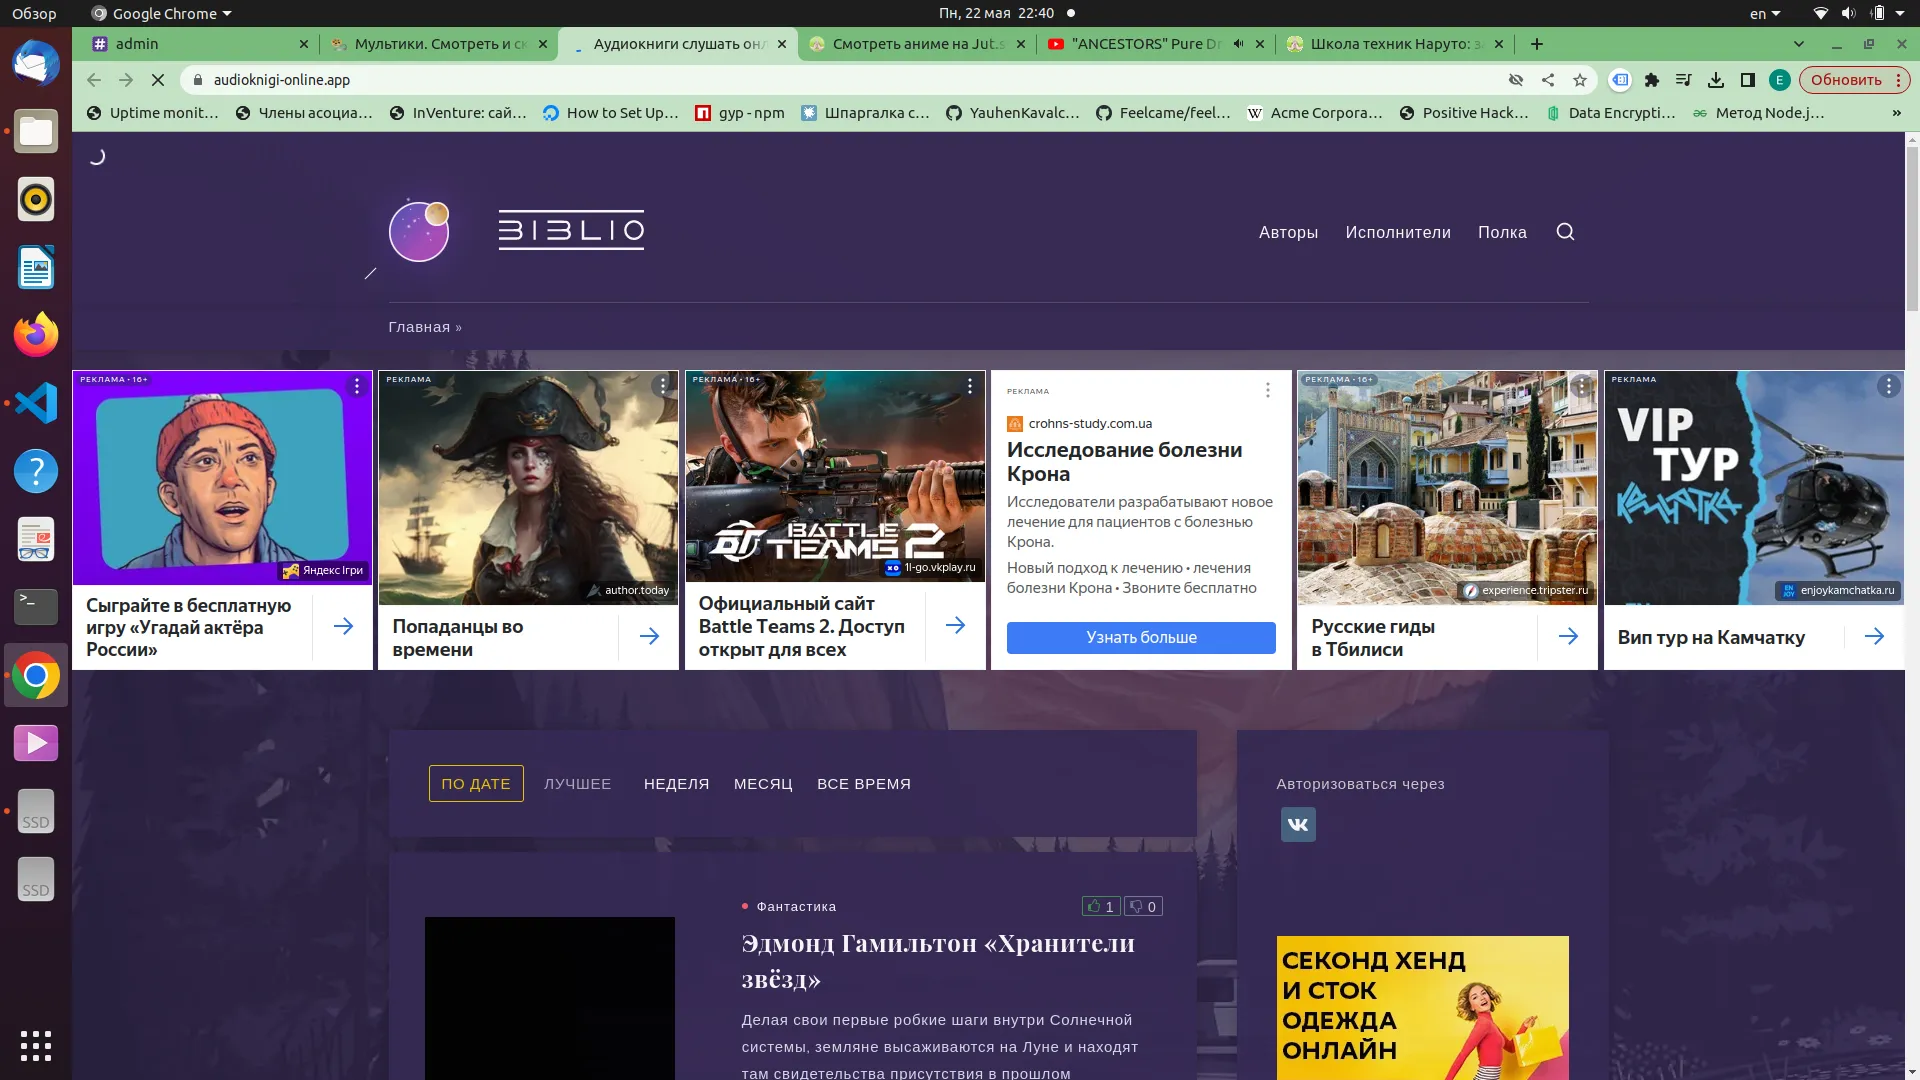 Обзор
Google Chrome
Пн, 22 мая 22:40
en
admin
Мультики. Смотреть и ск
Аудиокниги слушать онл
Смотреть аниме на Jut.s
"ANCESTORS" Pure Dr
Школа техник Наруто: з
audioknigi-online.app
E
Обновить
Uptime monit…
Члены асоциа…
InVenture: сай…
How to Set Up…
gyp - npm
Шпаргалка с…
YauhenKavalc…
Feelcame/feel…
Acme Corpora…
Positive Hack…
Data Encrypti…
Метод Node.j…
»
BIBLIO
Авторы
Исполнители
Полка
Главная »
РЕКЛАМА • 16+
Яндекс Ігри
Сыграйте в бесплатную
игру «Угадай актёра
России»
РЕКЛАМА
author.today
Попаданцы во
времени
РЕКЛАМА • 16+
BATTLE
TEAMS 2
1l-go.vkplay.ru
Официальный сайт
Battle Teams 2. Доступ
открыт для всех
РЕКЛАМА
crohns-study.com.ua
Исследование болезни
Крона
Исследователи разрабатывают новое
лечение для пациентов с болезнью
Крона.
Новый подход к лечению • лечения
болезни Крона • Звоните бесплатно
Узнать больше
РЕКЛАМА • 16+
experience.tripster.ru
Русские гиды
в Тбилиси
РЕКЛАМА
VIP
ТУР
КАМЧАТКА
enjoykamchatka.ru
Вип тур на Камчатку
ПО ДАТЕ
ЛУЧШЕЕ
НЕДЕЛЯ
МЕСЯЦ
ВСЕ ВРЕМЯ
Авторизоваться через
Фантастика
1
0
Эдмонд Гамильтон «Хранители
звёзд»
Делая свои первые робкие шаги внутри Солнечной
системы, земляне высаживаются на Луне и находят
там свидетельства присутствия в прошлом
СЕКОНД ХЕНД
И СТОК
ОДЕЖДА
ОНЛАЙН
SSD
SSD